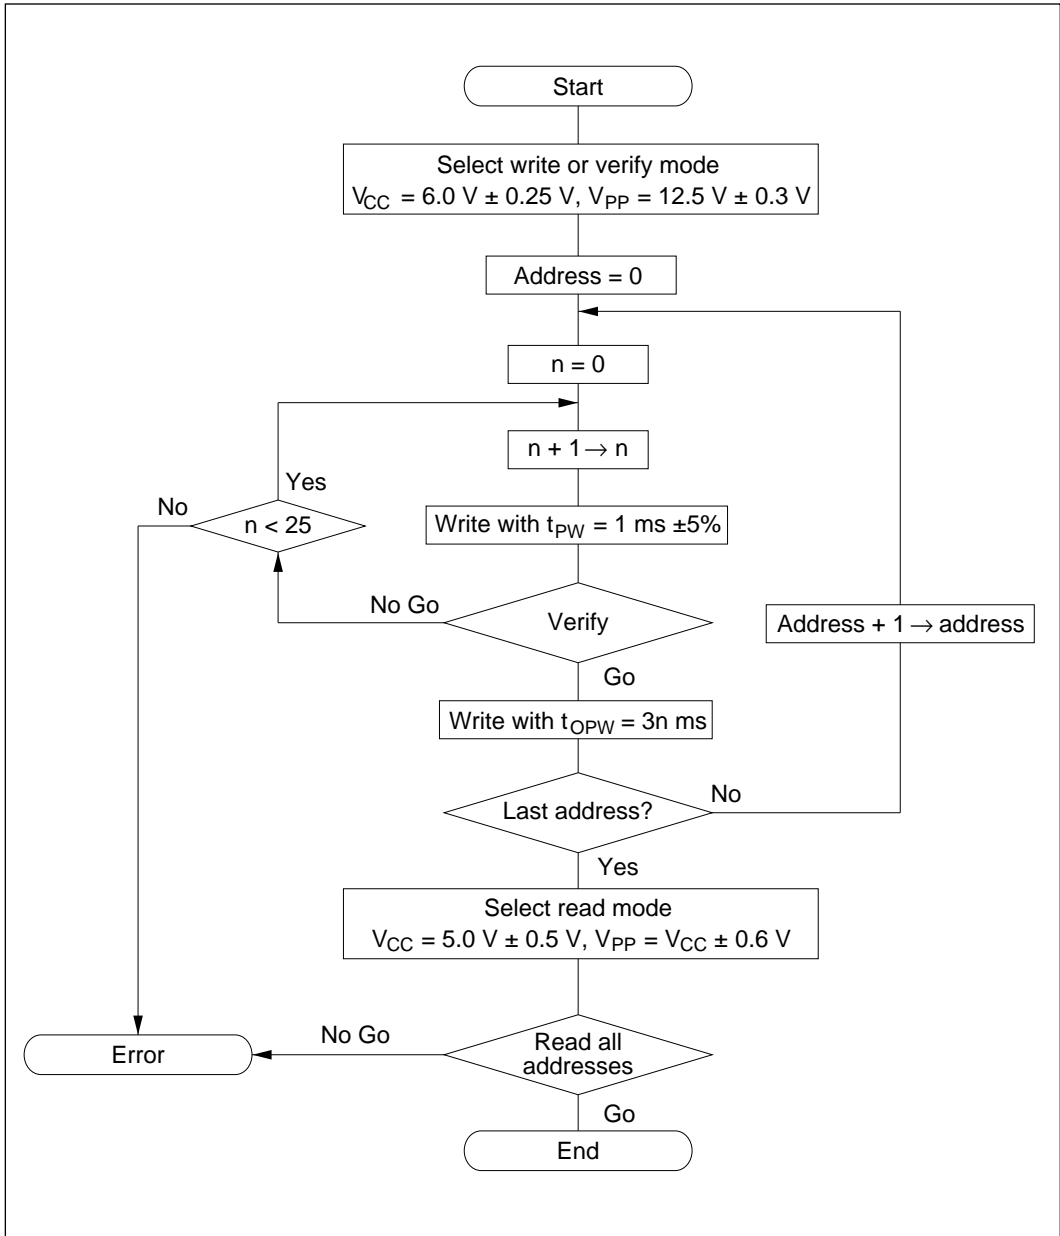 Start
Select write or verify mode
VCC = 6.0 V ± 0.25 V, VPP = 12.5 V ± 0.3 V
Address = 0
n = 0
n + 1 → n
Yes
No
n < 25
Write with tPW = 1 ms ±5%
No Go
Verify
Address + 1 → address
Go
Write with tOPW = 3n ms
Last address?
No
Yes
Select read mode
VCC = 5.0 V ± 0.5 V, VPP = VCC ± 0.6 V
No Go
Read all
addresses
Error
Go
End